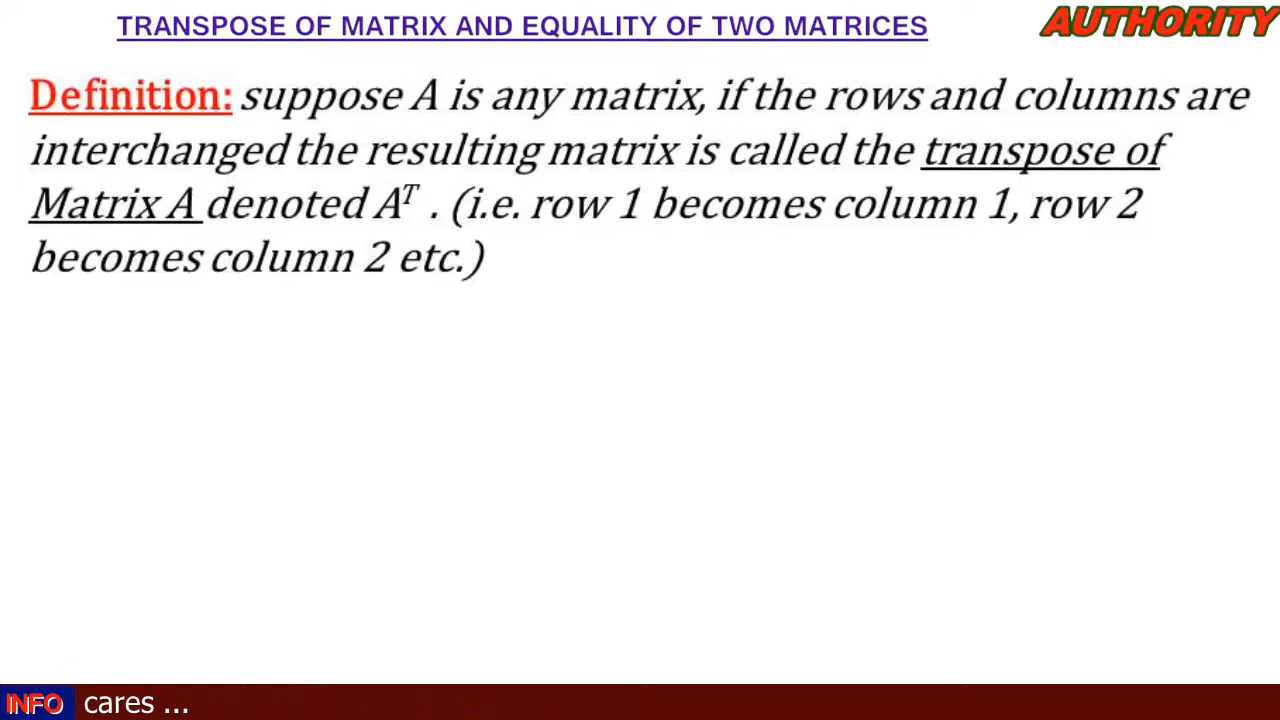 TRANSPOSE OF MATRIX AND EQUALITY OF TWO MATRICES
AUTHORITY
Definition: suppose A is any matrix, if the rows and columns are
interchanged the resulting matrix is called the transpose of
Matrix A denoted Aᵀ . (i.e. row 1 becomes column 1, row 2
becomes column 2 etc.)
INFO cares ...